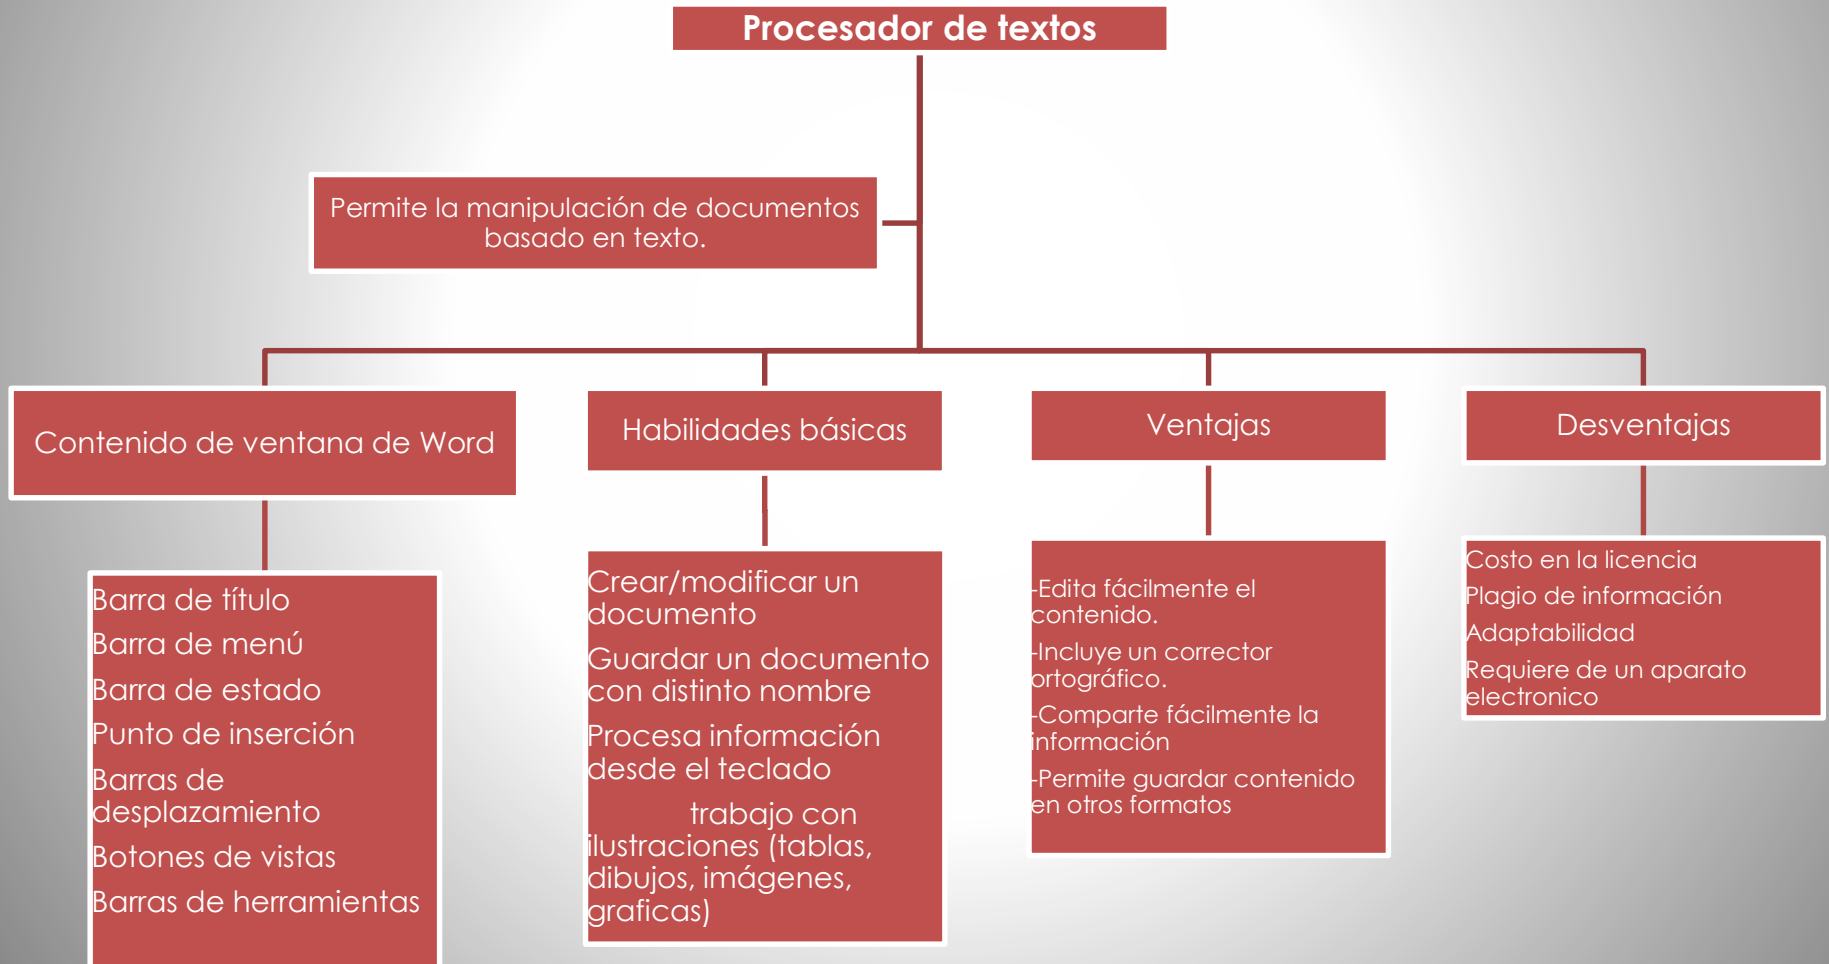 Procesador de textos
Permite la manipulación de documentos
basado en texto.
Contenido de ventana de Word
Barra de título
Barra de menú
Barra de estado
Punto de inserción
Barras de
desplazamiento
Botones de vistas
Barras de herramientas
Habilidades básicas
Crear/modificar un
documento
Guardar un documento
con distinto nombre
Procesa información
desde el teclado
trabajo con
ilustraciones (tablas,
dibujos, imágenes,
graficas)
Ventajas
-Edita fácilmente el
contenido.
-Incluye un corrector
ortográfico.
-Comparte fácilmente la
información
-Permite guardar contenido
en otros formatos
Desventajas
Costo en la licencia
Plagio de información
Adaptabilidad
Requiere de un aparato
electronico